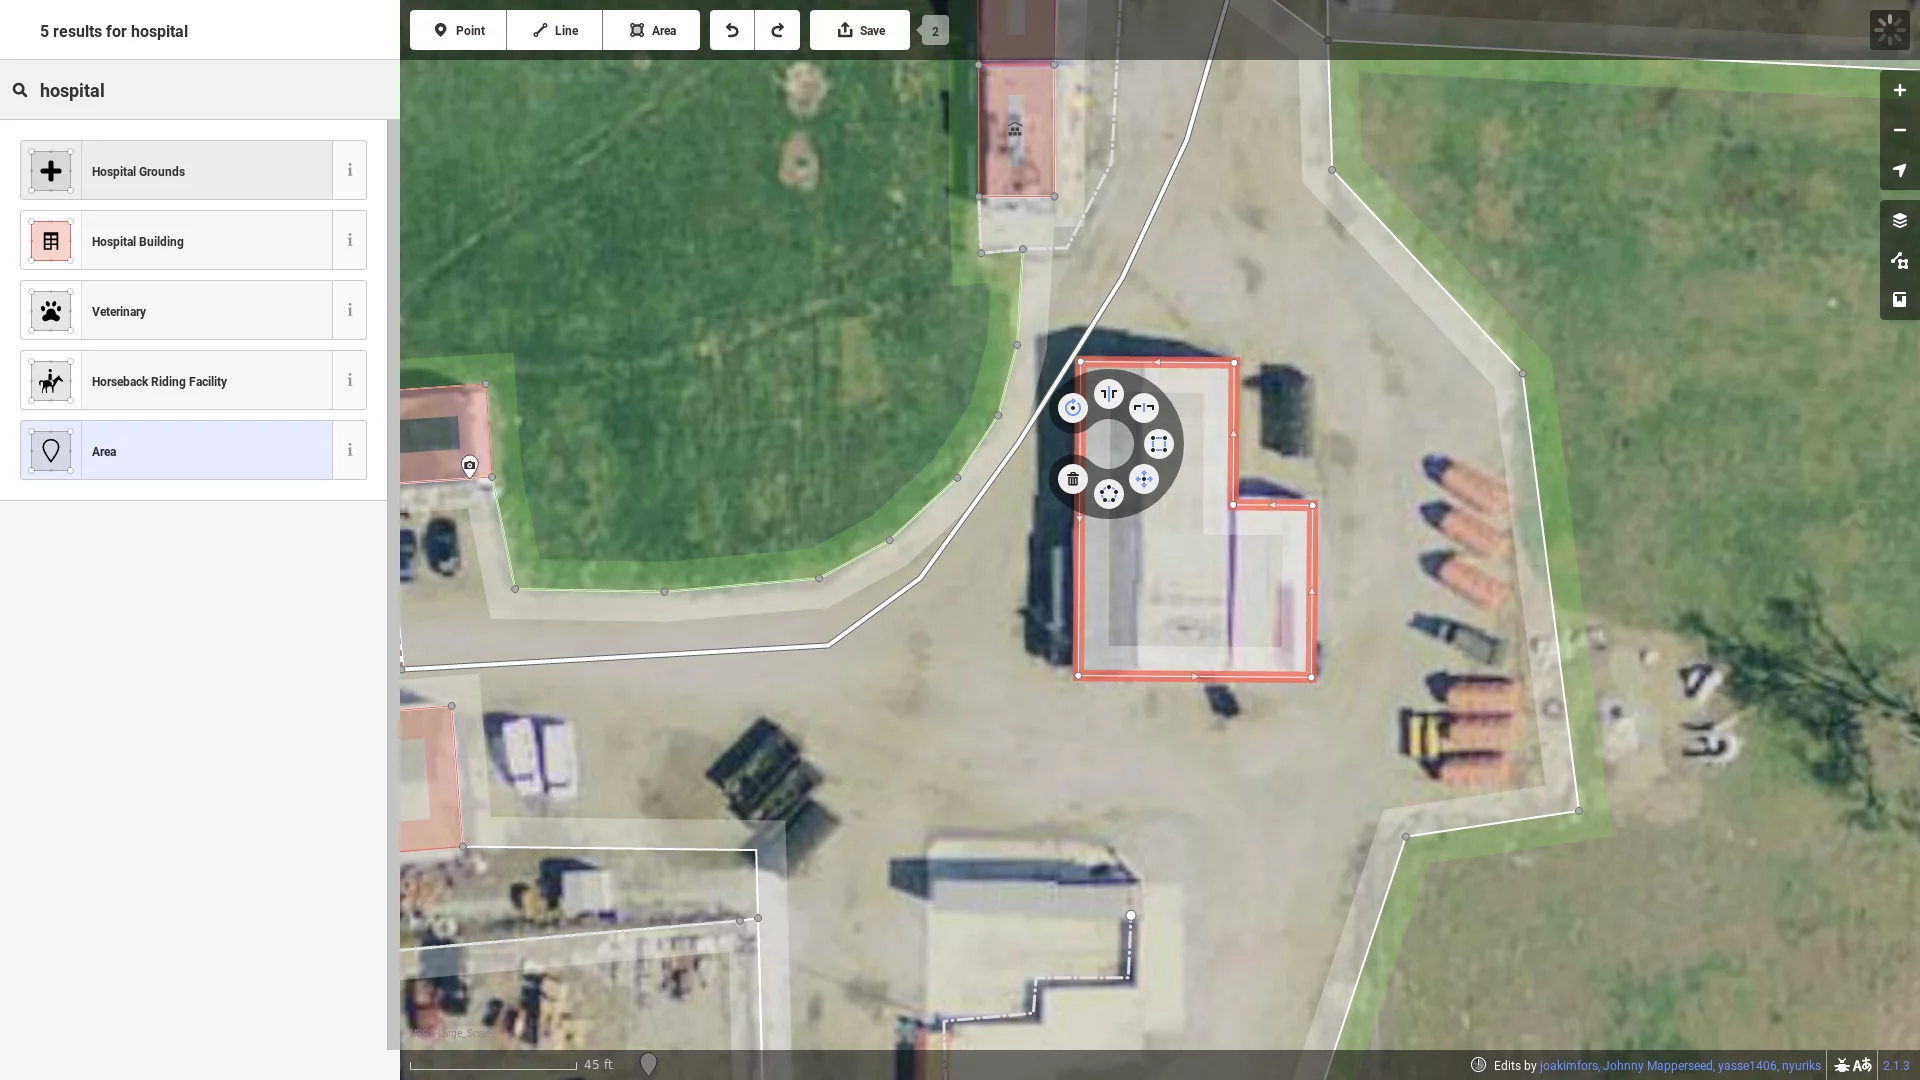 5 results for hospital
Point
Line
Area
Save
2
hospital
Hospital Grounds
Hospital Building
Veterinary
Horseback Riding Facility
Area
45 ft
Edits by joakimfors, Johnny Mapperseed, yasse1406, nyuriks
2.1.3